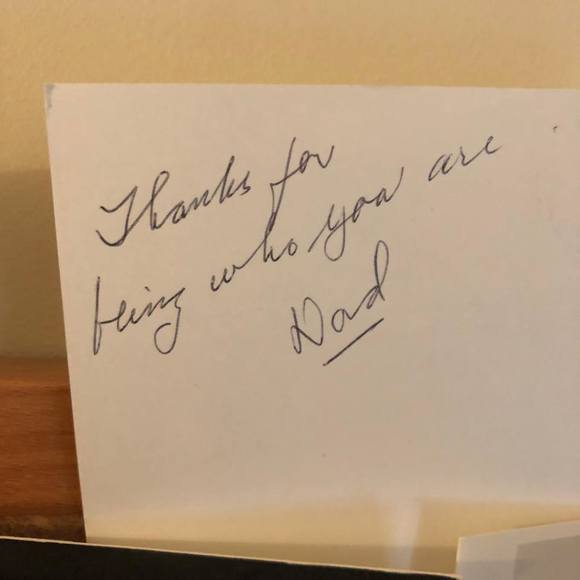 Thanks for
being who you are
Dad